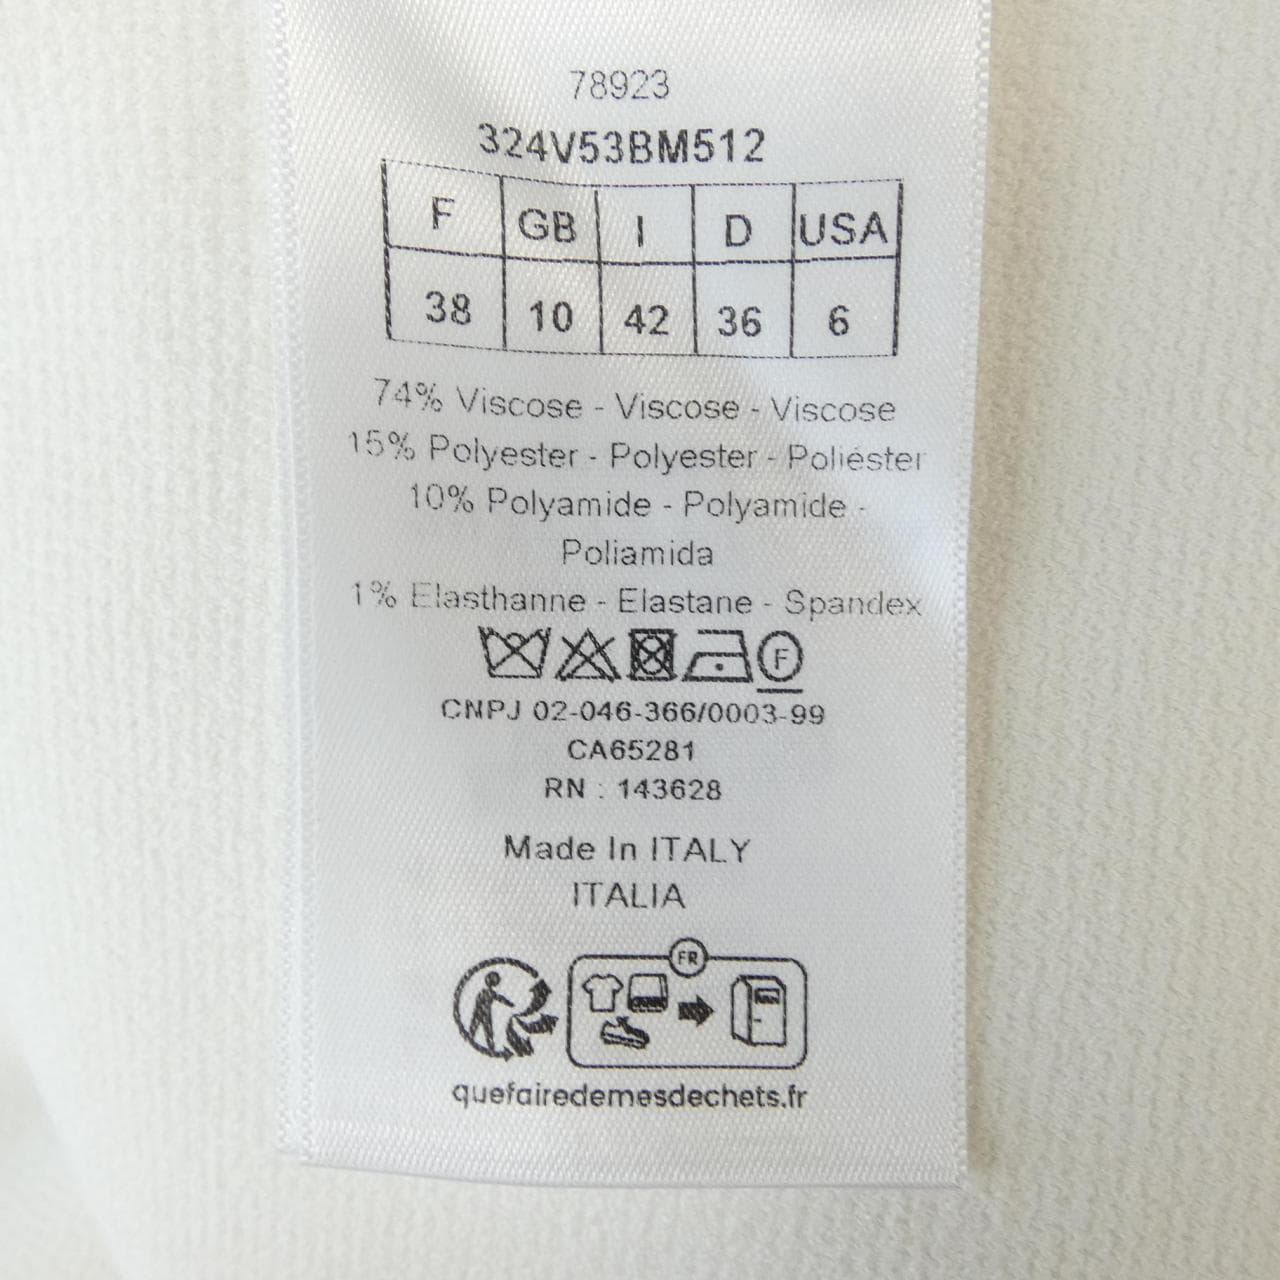 78923
324V53BM512
F GB I D USA
38 10 42 36 6
74% Viscose - Viscose - Viscose
15% Polyester - Polyester - Poliéster
10% Polyamide - Polyamide -
Poliamida
1% Elasthanne - Elastane - Spandex
F
CNPJ 02-046-366/0003-99
CA65281
RN : 143628
Made In ITALY
ITALIA
FR
quefairedemesdechets.fr